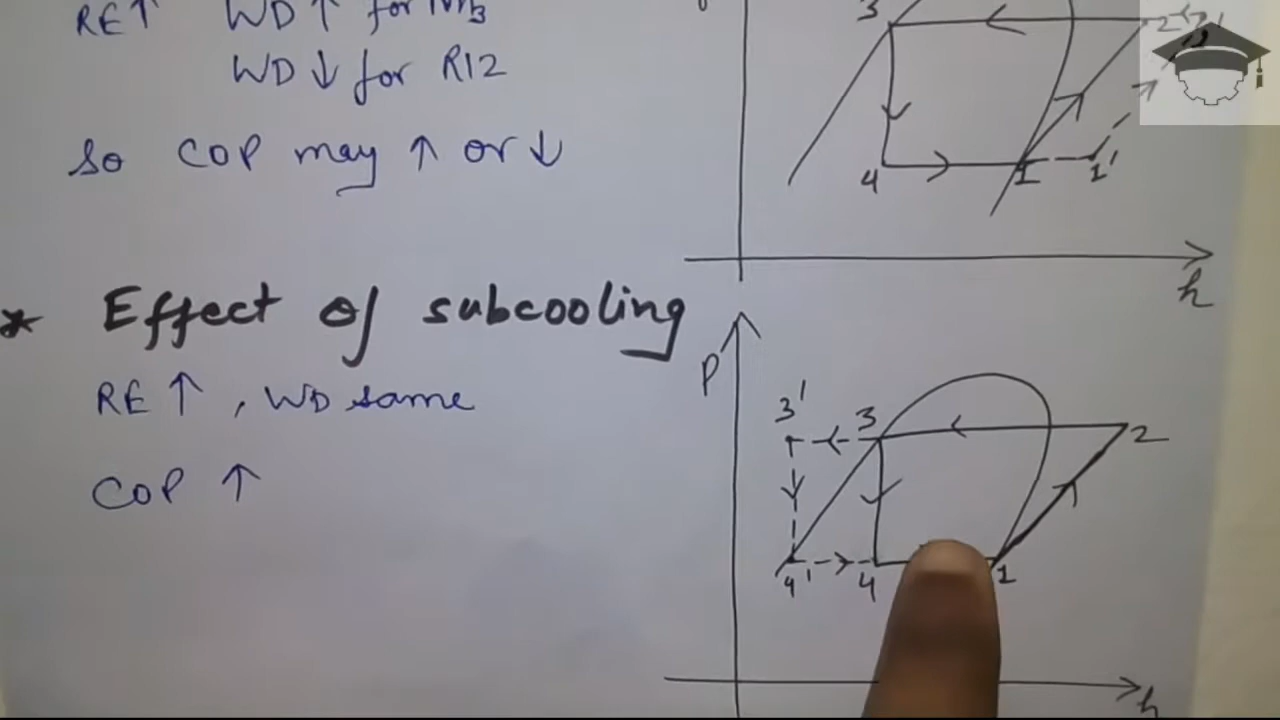 RE↑ WD↑ for NH3
WD↓ for R12
So COP may ↑ or ↓
3
4
1
1'
h
* Effect of subcooling
RE↑, WD same
COP ↑
P
3'
3
2
4'
4
1
h